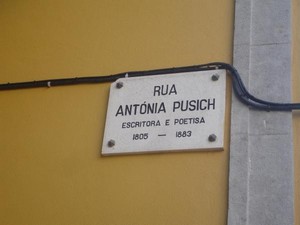 RUA
ANTÓNIA PUSICH
ESCRITORA E POETISA
1805 — 1883